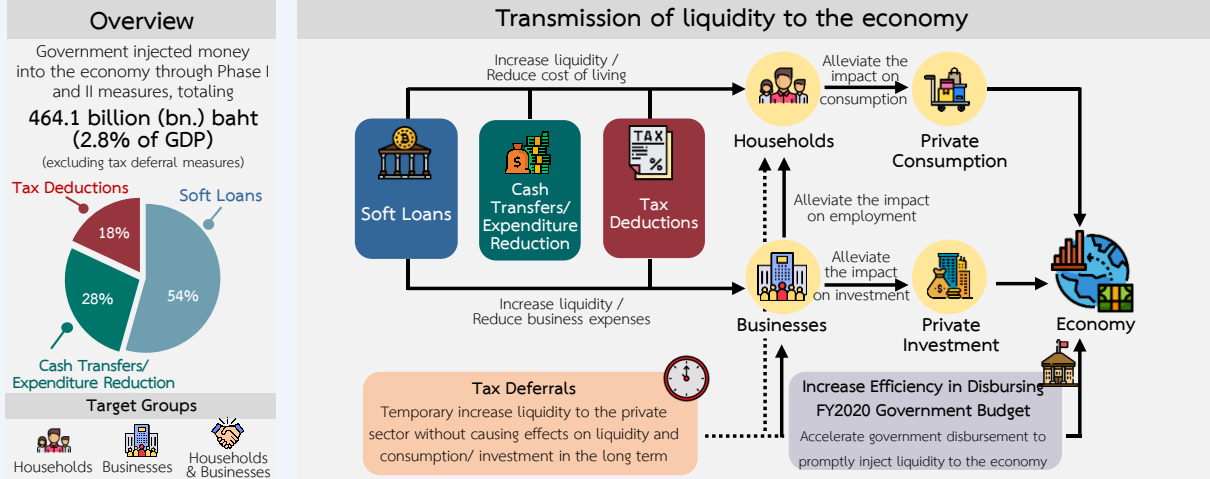 Overview
Government injected money
into the economy through Phase I
and II measures, totaling
464.1 billion (bn.) baht
(2.8% of GDP)
(excluding tax deferral measures)
Tax Deductions
Soft Loans
18%
28%
54%
Cash Transfers/
Expenditure Reduction
Target Groups
Households
Businesses
Households
& Businesses
Transmission of liquidity to the economy
Increase liquidity /
Reduce cost of living
Soft Loans
Cash
Transfers/
Expenditure
Reduction
TAX
%
Tax
Deductions
Increase liquidity /
Reduce business expenses
Households
Alleviate the
impact on
consumption
Private
Consumption
Alleviate the impact
on employment
Businesses
Alleviate
the impact
on investment
Private
Investment
Economy
Tax Deferrals
Temporary increase liquidity to the private
sector without causing effects on liquidity and
consumption/ investment in the long term
Increase Efficiency in Disbursing
FY2020 Government Budget
Accelerate government disbursement to
promptly inject liquidity to the economy